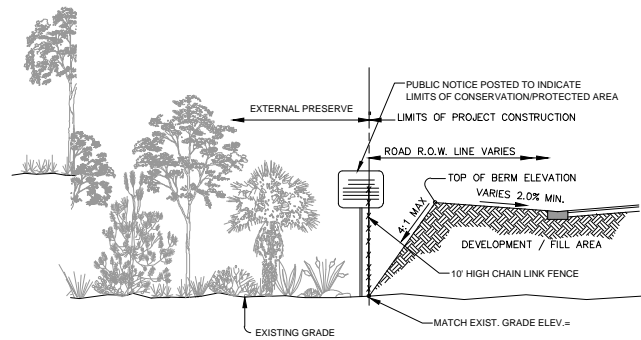 PUBLIC NOTICE POSTED TO INDICATE
LIMITS OF CONSERVATION/PROTECTED AREA
EXTERNAL PRESERVE
LIMITS OF PROJECT CONSTRUCTION
ROAD R.O.W. LINE VARIES
TOP OF BERM ELEVATION
VARIES 2.0% MIN.
4:1 MAX
DEVELOPMENT / FILL AREA
10' HIGH CHAIN LINK FENCE
MATCH EXIST. GRADE ELEV.=
EXISTING GRADE